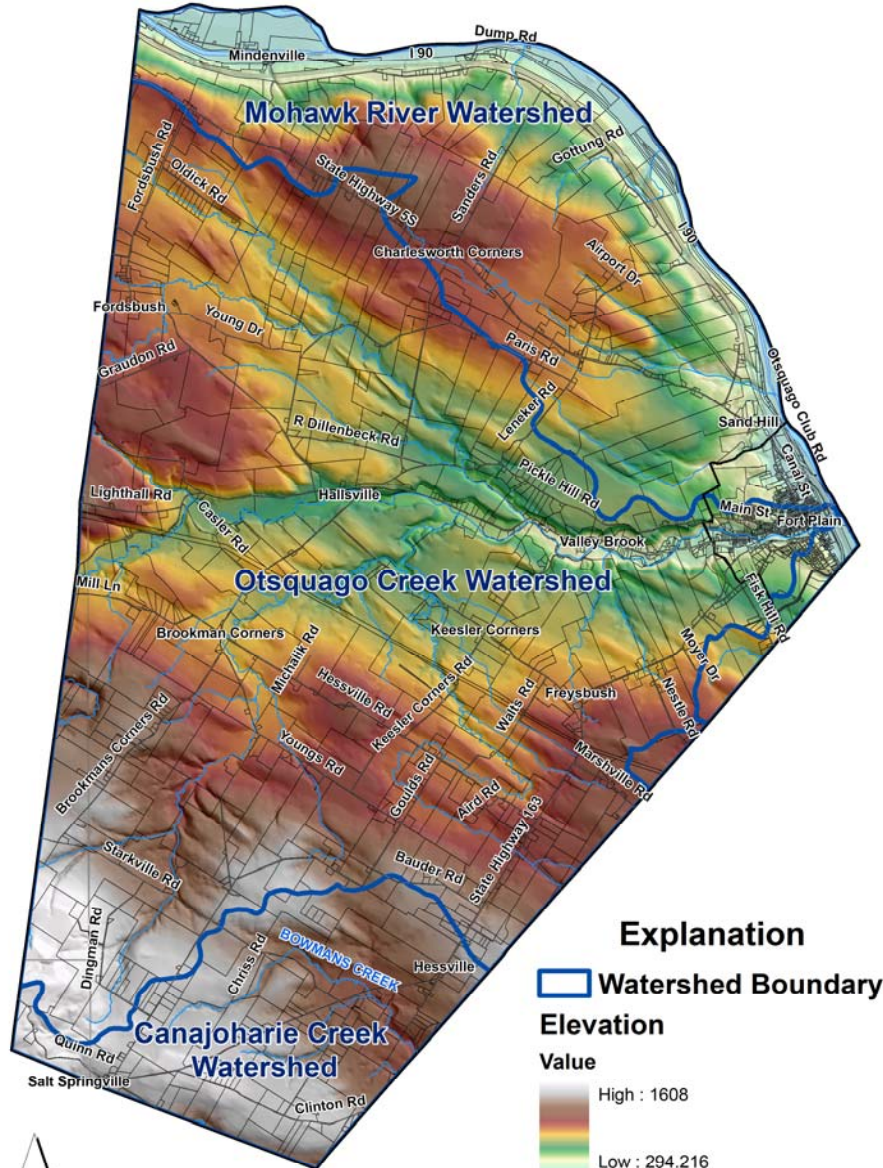 Dump Rd
I 90
Mindenville
Mohawk River Watershed
Fordsbush Rd
Oldick Rd
State Highway 5S
Sanders Rd
Gottung Rd
I 90
Charlesworth Corners
Airport Dr
Fordsbush
Young Dr
Graudon Rd
Paris Rd
Otsquago Club Rd
Leneker Rd
Sand Hill
R Dillenbeck Rd
Canal St
Pickle Hill Rd
Lighthall Rd
Hallsville
Main St
Fort Plain
Casler Rd
Valley Brook
Mill Ln
Otsquago Creek Watershed
Fisk Hill Rd
Brookman Corners
Keesler Corners
Michalik Rd
Moyer Dr
Hessville Rd
Keesler Corners Rd
Walts Rd
Freysbush
Nestle Rd
Brookmans Corners Rd
Youngs Rd
Marshville Rd
Goulds Rd
Aird Rd
State Highway 163
Bauder Rd
Starkville Rd
Dingman Rd
Chriss Rd
BOWMANS CREEK
Hessville
Canajoharie Creek
Watershed
Quinn Rd
Salt Springville
Clinton Rd
Explanation
Watershed Boundary
Elevation
Value
High : 1608
Low : 294.216